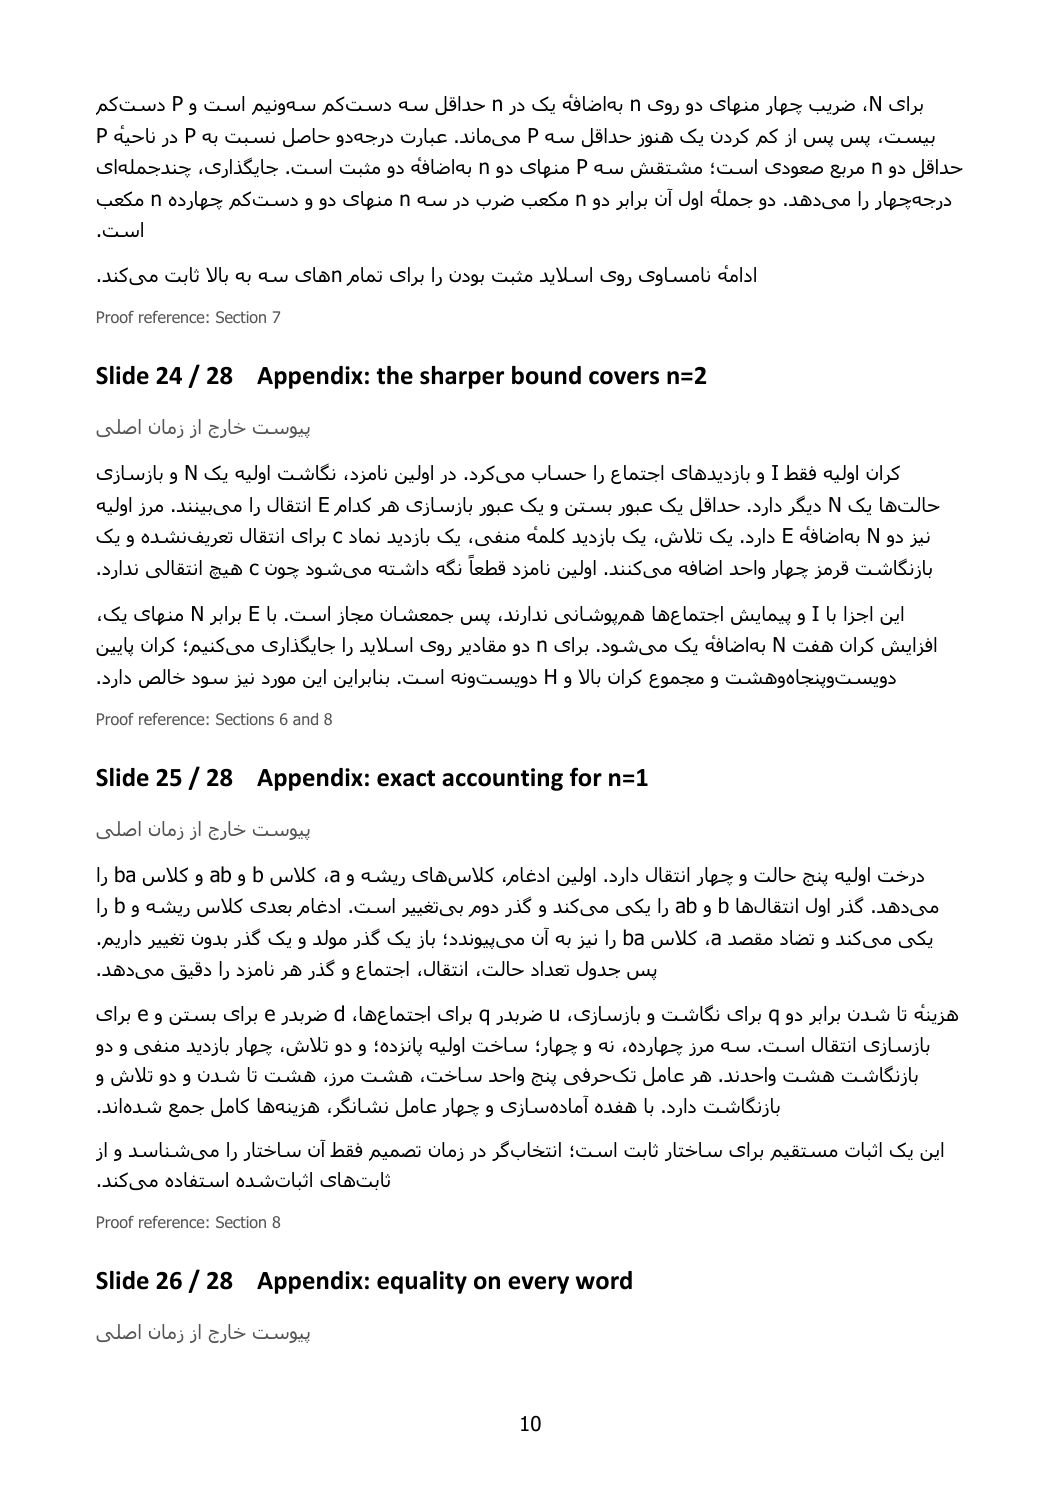 برای N، ضریب چهار منهای دو روی n به‌اضافهٔ یک در n حداقل سه دست‌کم سه‌ونیم است و P دست‌کم
بیست، پس پس از کم کردن یک هنوز حداقل سه P می‌ماند. عبارت درجه‌دو حاصل نسبت به P در ناحیهٔ P
حداقل دو n مربع صعودی است؛ مشتقش سه P منهای دو n به‌اضافهٔ دو مثبت است. جایگذاری، چندجمله‌ای
درجه‌چهار را می‌دهد. دو جملهٔ اول آن برابر دو n مکعب ضرب در سه n منهای دو و دست‌کم چهارده n مکعب
است.
ادامهٔ نامساوی روی اسلاید مثبت بودن را برای تمام nهای سه به بالا ثابت می‌کند.
Proof reference: Section 7
Slide 24 / 28 Appendix: the sharper bound covers n=2
پیوست خارج از زمان اصلی
کران اولیه فقط I و بازدیدهای اجتماع را حساب می‌کرد. در اولین نامزد، نگاشت اولیه یک N و بازسازی
حالت‌ها یک N دیگر دارد. حداقل یک عبور بستن و یک عبور بازسازی هر کدام E انتقال را می‌بینند. مرز اولیه
نیز دو N به‌اضافهٔ E دارد. یک تلاش، یک بازدید کلمهٔ منفی، یک بازدید نماد c برای انتقال تعریف‌نشده و یک
بازنگاشت قرمز چهار واحد اضافه می‌کنند. اولین نامزد قطعاً نگه داشته می‌شود چون c هیچ انتقالی ندارد.
این اجزا با I و پیمایش اجتماع‌ها هم‌پوشانی ندارند، پس جمعشان مجاز است. با E برابر N منهای یک،
افزایش کران هفت N به‌اضافهٔ یک می‌شود. برای n دو مقادیر روی اسلاید را جایگذاری می‌کنیم؛ کران پایین
دویست‌وپنجاه‌وهشت و مجموع کران بالا و H دویست‌ونه است. بنابراین این مورد نیز سود خالص دارد.
Proof reference: Sections 6 and 8
Slide 25 / 28 Appendix: exact accounting for n=1
پیوست خارج از زمان اصلی
درخت اولیه پنج حالت و چهار انتقال دارد. اولین ادغام، کلاس‌های ریشه و a، کلاس b و ab و کلاس ba را
می‌دهد. گذر اول انتقال‌ها b و ab را یکی می‌کند و گذر دوم بی‌تغییر است. ادغام بعدی کلاس ریشه و b را
یکی می‌کند و تضاد مقصد a، کلاس ba را نیز به آن می‌پیوندد؛ باز یک گذر مولد و یک گذر بدون تغییر داریم.
پس جدول تعداد حالت، انتقال، اجتماع و گذر هر نامزد را دقیق می‌دهد.
هزینهٔ تا شدن برابر دو q برای نگاشت و بازسازی، u ضربدر q برای اجتماع‌ها، d ضربدر e برای بستن و e برای
بازسازی انتقال است. سه مرز چهارده، نه و چهار؛ ساخت اولیه پانزده؛ و دو تلاش، چهار بازدید منفی و دو
بازنگاشت هشت واحدند. هر عامل تک‌حرفی پنج واحد ساخت، هشت مرز، هشت تا شدن و دو تلاش و
بازنگاشت دارد. با هفده آماده‌سازی و چهار عامل نشانگر، هزینه‌ها کامل جمع شده‌اند.
این یک اثبات مستقیم برای ساختار ثابت است؛ انتخاب‌گر در زمان تصمیم فقط آن ساختار را می‌شناسد و از
ثابت‌های اثبات‌شده استفاده می‌کند.
Proof reference: Section 8
Slide 26 / 28 Appendix: equality on every word
پیوست خارج از زمان اصلی
10